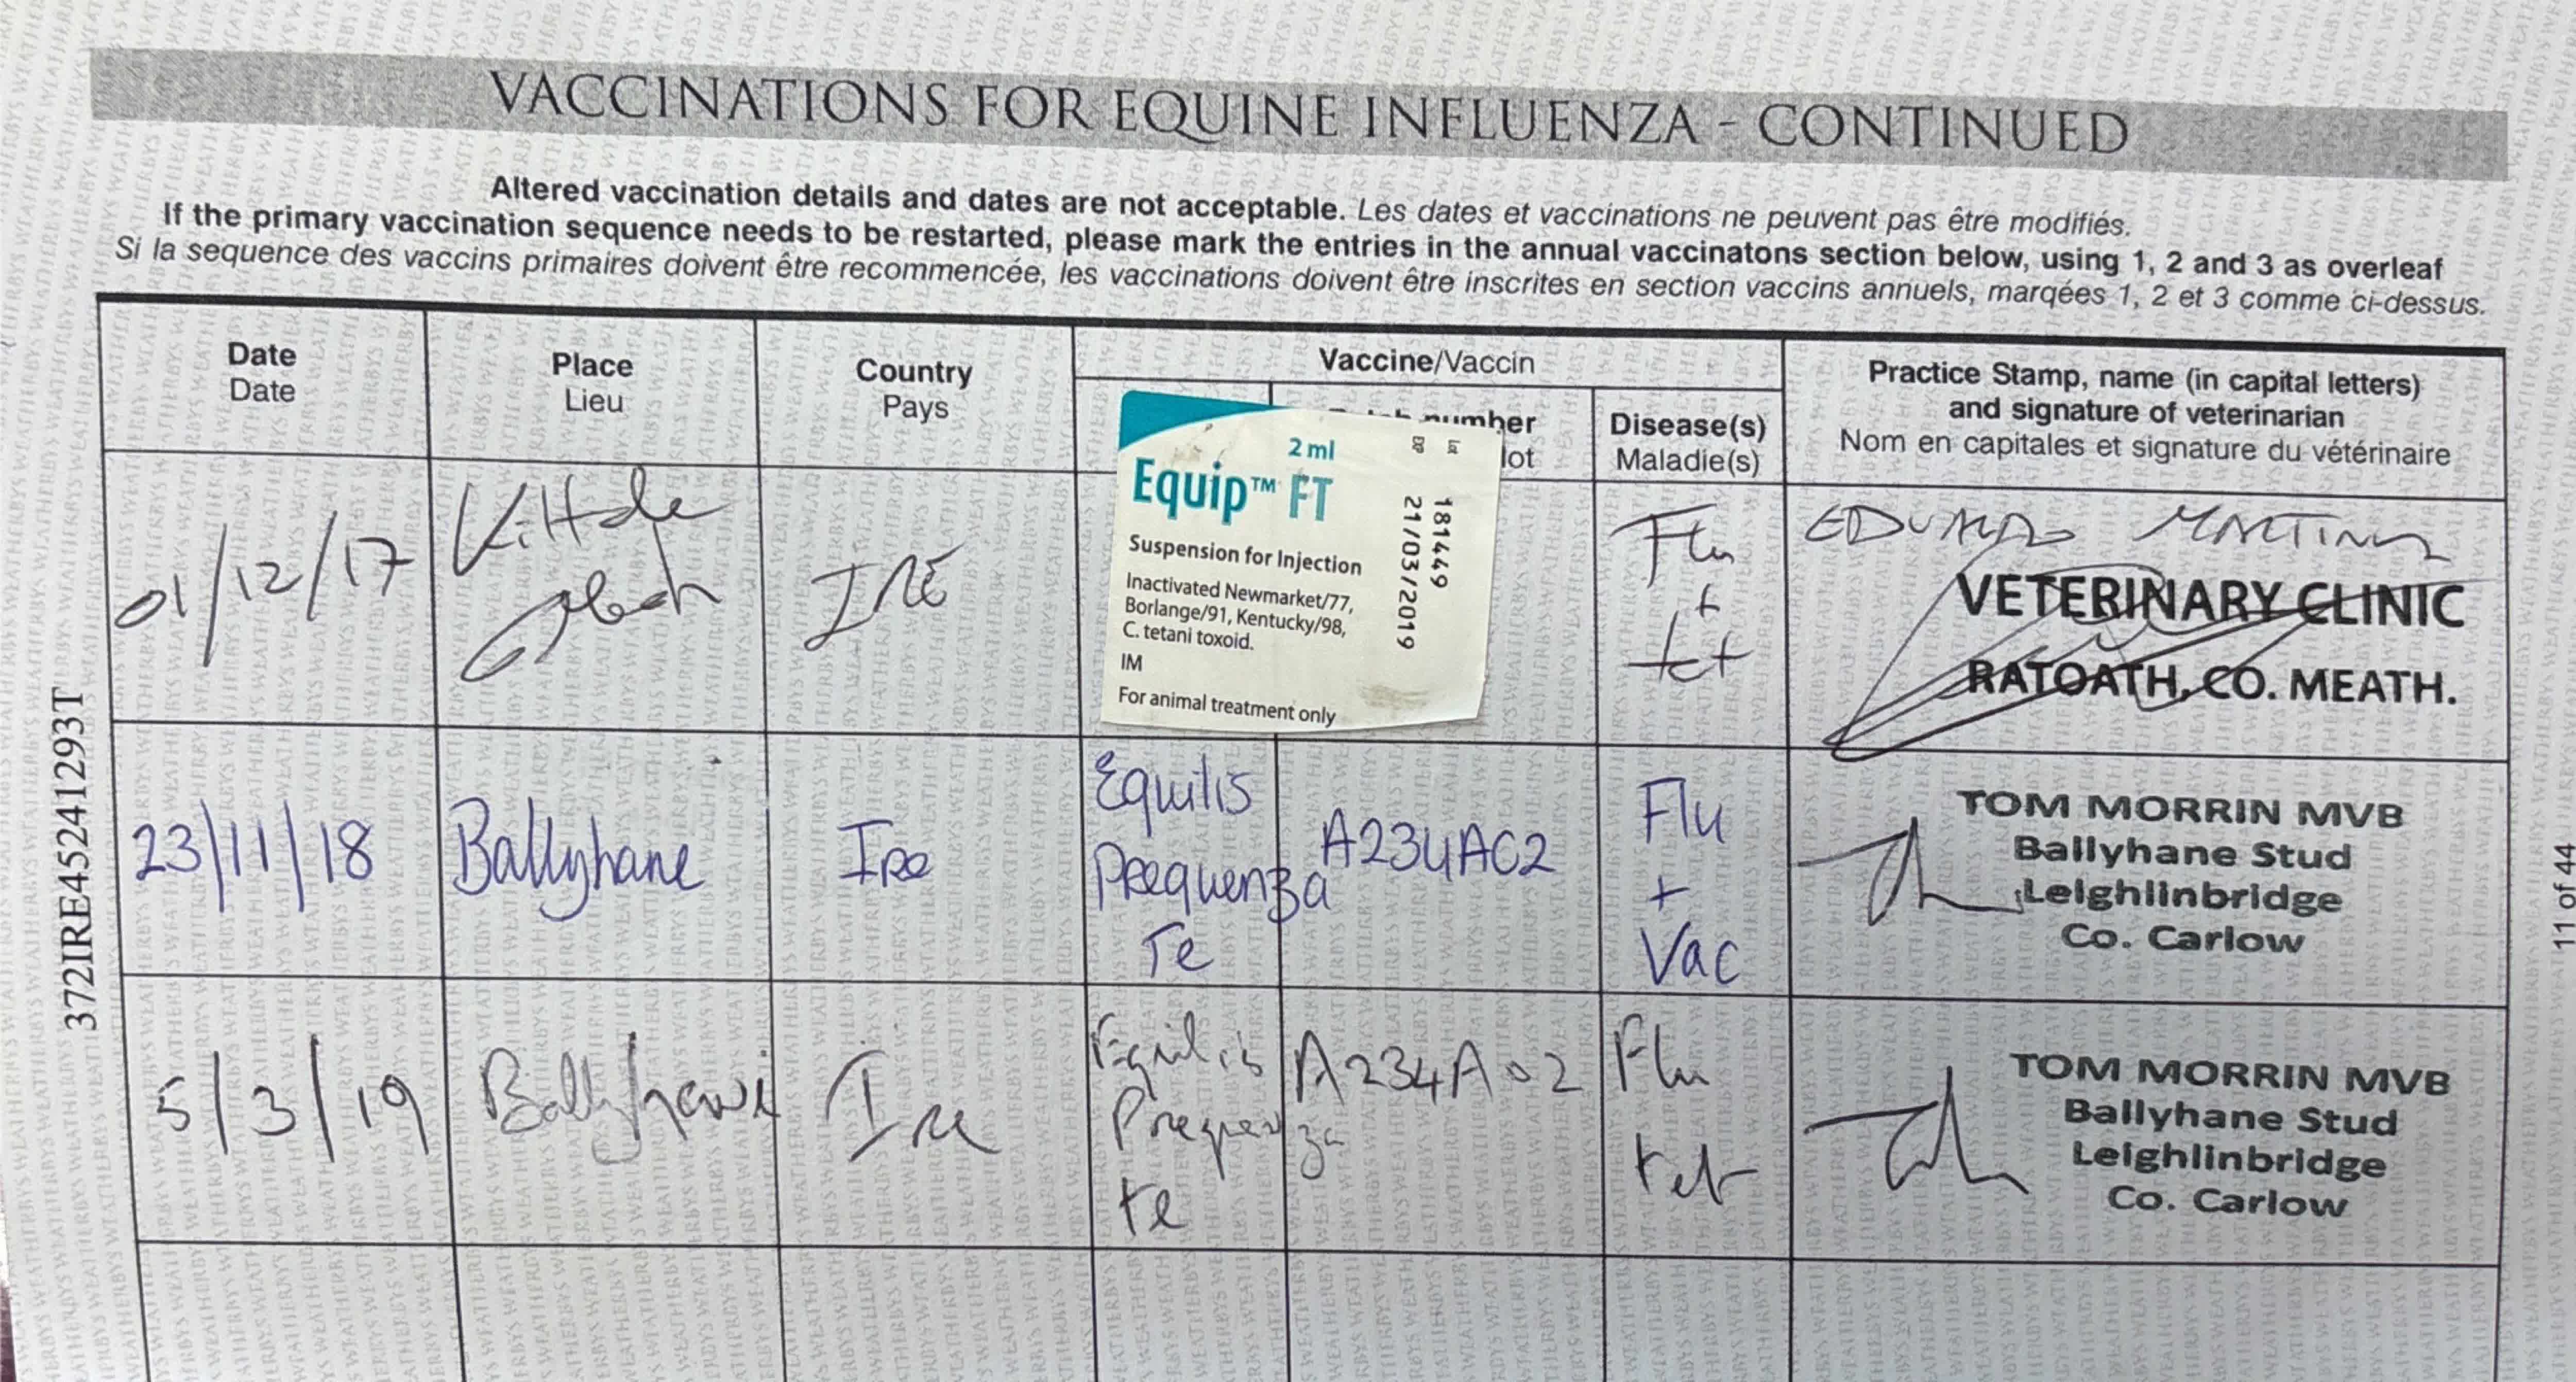 VACCINATIONS FOR EQUINE INFLUENZA - CONTINUED
Altered vaccination details and dates are not acceptable. Les dates et vaccinations ne peuvent pas être modifiés.
If the primary vaccination sequence needs to be restarted, please mark the entries in the annual vaccinatons section below, using 1, 2 and 3 as overleaf
Si la sequence des vaccins primaires doivent être recommencée, les vaccinations doivent être inscrites en section vaccins annuels, marqées 1, 2 et 3 comme ci-dessus.
Date
Date
Place
Lieu
Country
Pays
Vaccine/Vaccin
number
lot
Disease(s)
Maladie(s)
Practice Stamp, name (in capital letters)
and signature of veterinarian
Nom en capitales et signature du vétérinaire
01/12/17
IRE
2 ml
Equip™ FT
Suspension for Injection
Inactivated Newmarket/77,
Borlange/91, Kentucky/98,
C. tetani toxoid.
IM
For animal treatment only
181449
21/03/2019
Flu
+
tet
VETERINARY CLINIC
RATOATH, CO. MEATH.
23/11/18
Ballyhane
Ire
Equilis
Prequenza
Te
A234AC2
Flu
+
Vac
TOM MORRIN MVB
Ballyhane Stud
Leighlinbridge
Co. Carlow
5/3/19
Ire
Equilis
Prequen
za
te
A234A02
Flu
tet
TOM MORRIN MVB
Ballyhane Stud
Leighlinbridge
Co. Carlow
372IRE45241293T
11 of 44